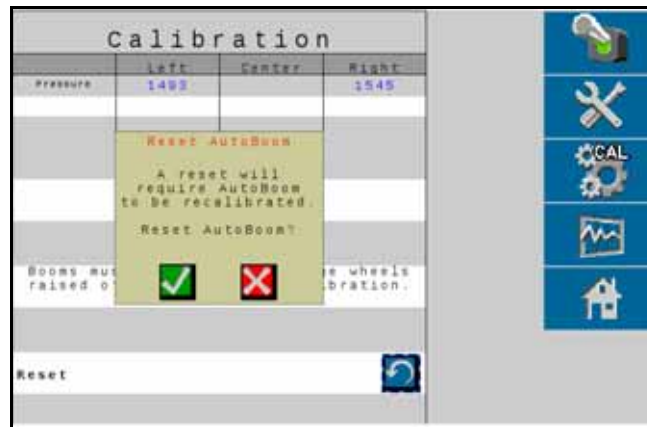 Calibration
Left Center Right
Pressure 1493 1545
Reset AutoBoom
A reset will
require AutoBoom
to be recalibrated.
Reset AutoBoom?
Booms mus e wheels
raised o bration.
Reset
CAL